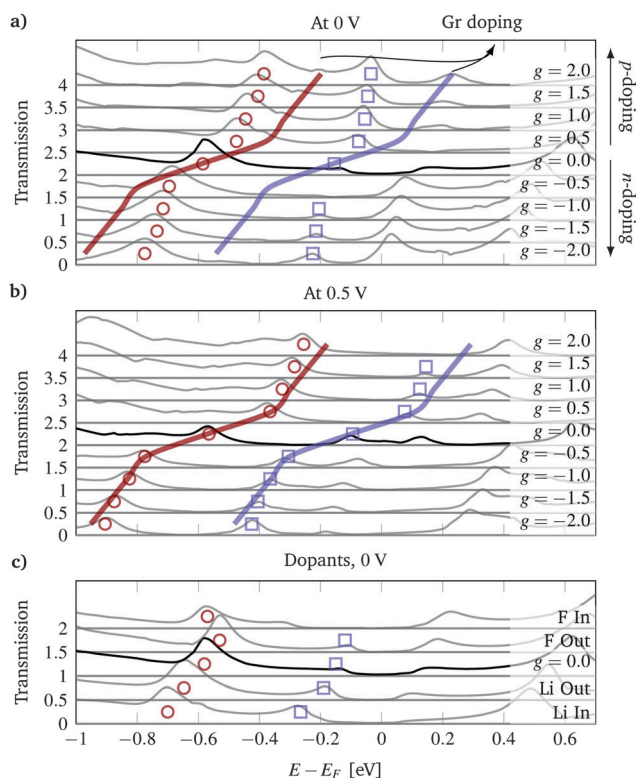 a)
At 0 V
Gr doping
Transmission
4
3.5
3
2.5
2
1.5
1
0.5
0
g = 2.0
g = 1.5
g = 1.0
g = 0.5
g = 0.0
g = −0.5
g = −1.0
g = −1.5
g = −2.0
p-doping
n-doping
b)
At 0.5 V
Transmission
4
3.5
3
2.5
2
1.5
1
0.5
0
g = 2.0
g = 1.5
g = 1.0
g = 0.5
g = 0.0
g = −0.5
g = −1.0
g = −1.5
g = −2.0
c)
Dopants, 0 V
Transmission
2
1.5
1
0.5
0
F In
F Out
g = 0.0
Li Out
Li In
−1 −0.8 −0.6 −0.4 −0.2 0 0.2 0.4 0.6
E − E_F [eV]